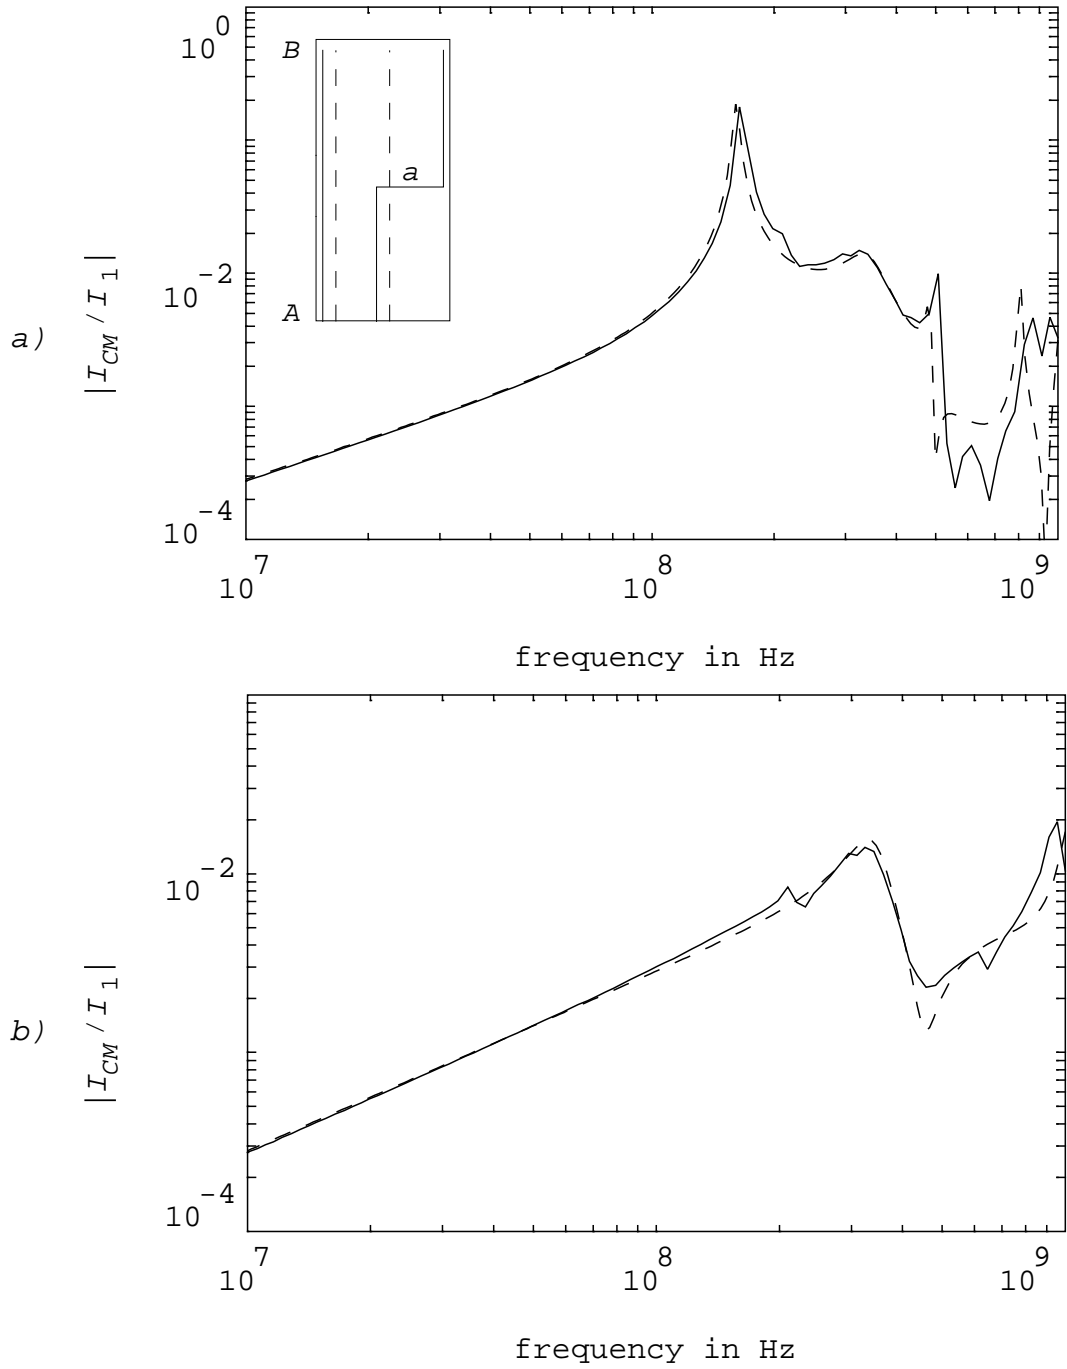 10^0
B
a
|I_CM/I_1|
10^-2
A
a)
10^-4
10^7 10^8 10^9
frequency in Hz
10^-2
|I_CM/I_1|
b)
10^-4
10^7 10^8 10^9
frequency in Hz